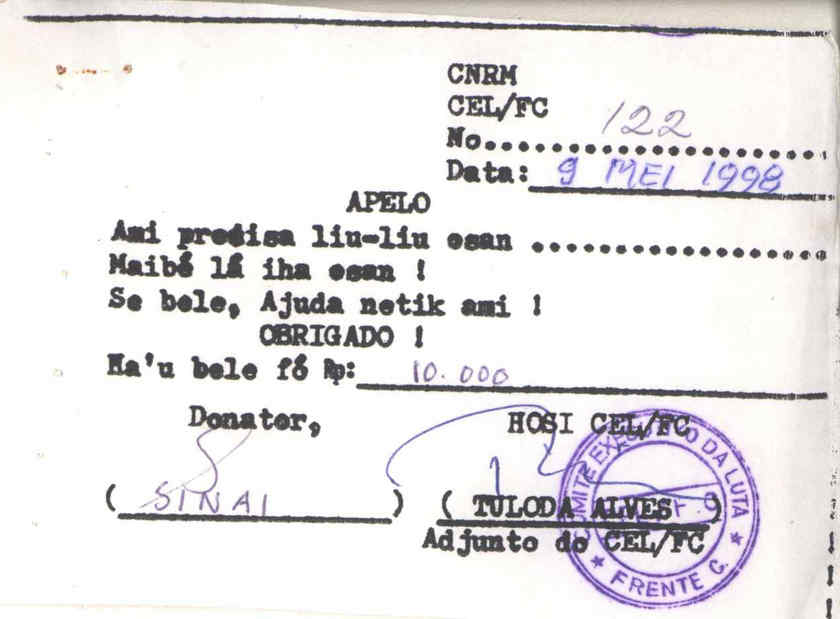 CNRM
CEL/FC
No. 122
Data: 9 MEI 1998
APELO
Ami precisa liu-liu osan ....................
Maibé lá iha osan !
Se bele, Ajuda netik ami !
OBRIGADO !
Ha'u bele fó Rp: 10.000
Donator,
HOSI CEL/FC
( SINAI )
( TULODA ALVES )
Adjunto do CEL/FC
COMITE EXECUTIVO DA LUTA
★ FRENTE C. ★